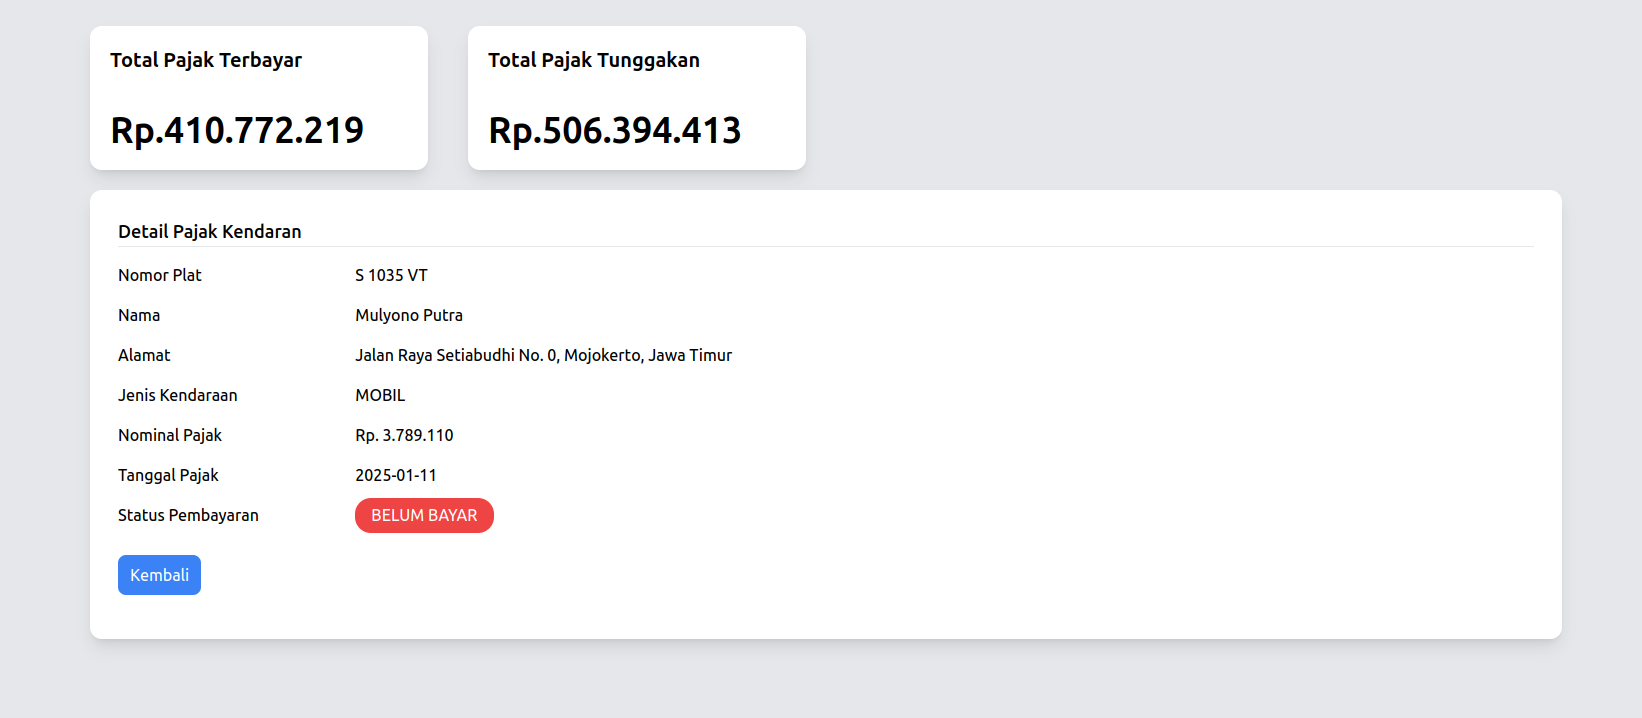 Total Pajak Terbayar
Rp.410.772.219
Total Pajak Tunggakan
Rp.506.394.413
Detail Pajak Kendaran
Nomor Plat S 1035 VT
Nama Mulyono Putra
Alamat Jalan Raya Setiabudhi No. 0, Mojokerto, Jawa Timur
Jenis Kendaraan MOBIL
Nominal Pajak Rp. 3.789.110
Tanggal Pajak 2025-01-11
Status Pembayaran BELUM BAYAR
Kembali